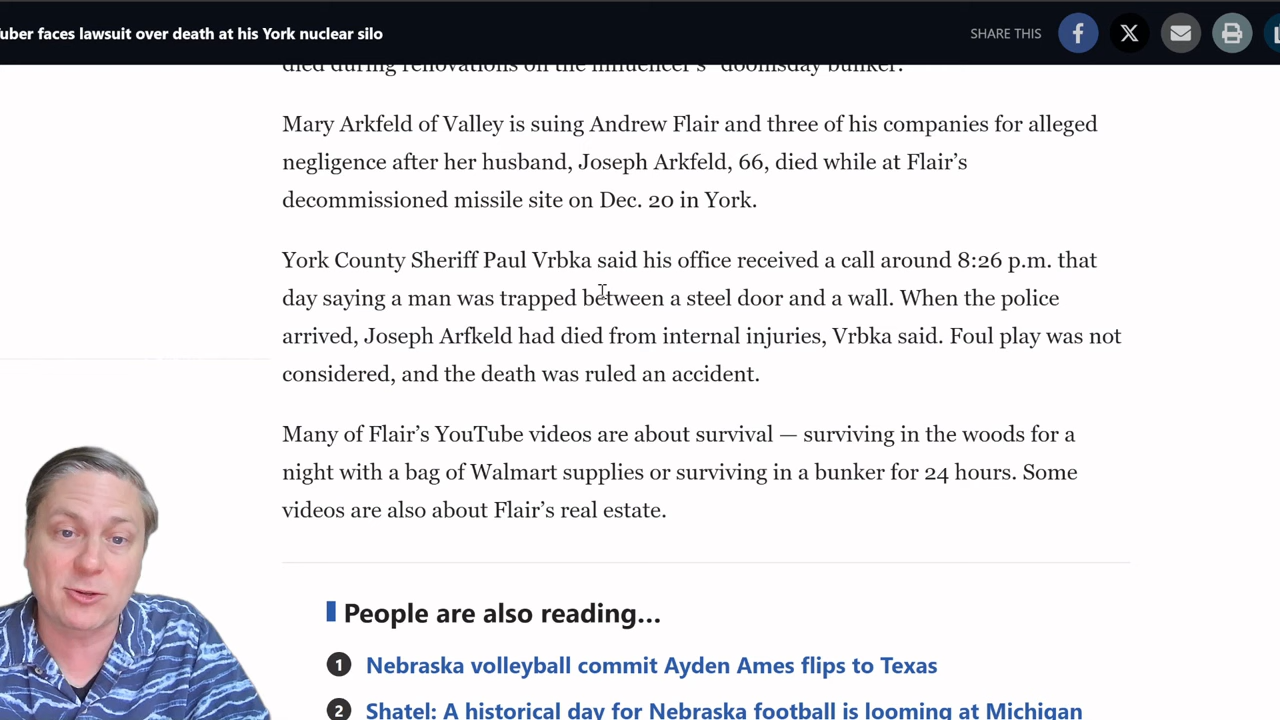 uber faces lawsuit over death at his York nuclear silo
SHARE THIS
died during renovations on the influencer's "doomsday bunker."
Mary Arkfeld of Valley is suing Andrew Flair and three of his companies for alleged
negligence after her husband, Joseph Arkfeld, 66, died while at Flair's
decommissioned missile site on Dec. 20 in York.
York County Sheriff Paul Vrbka said his office received a call around 8:26 p.m. that
day saying a man was trapped between a steel door and a wall. When the police
arrived, Joseph Arfkeld had died from internal injuries, Vrbka said. Foul play was not
considered, and the death was ruled an accident.
Many of Flair's YouTube videos are about survival — surviving in the woods for a
night with a bag of Walmart supplies or surviving in a bunker for 24 hours. Some
videos are also about Flair's real estate.
People are also reading…
1 Nebraska volleyball commit Ayden Ames flips to Texas
2 Shatel: A historical day for Nebraska football is looming at Michigan